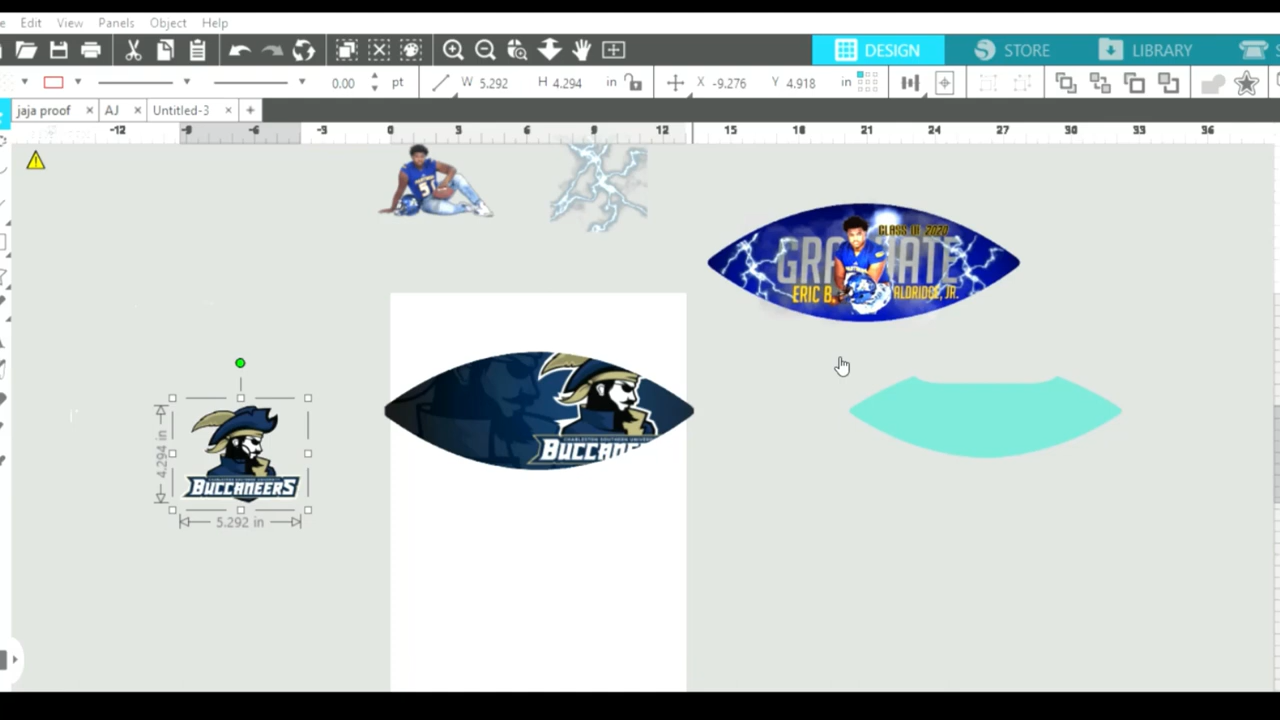 Edit View Panels Object Help
DESIGN STORE LIBRARY
0.00 pt W 5.292 H 4.294 in X -9.276 Y 4.918 in
jaja proof × AJ × Untitled-3 × +
-12 -9 -6 -3 0 3 6 9 12 15 18 21 24 27 30 33 36
CLASS OF 2020
ERIC B. ALDRIDGE, JR.
CHARLESTON SOUTHERN
4.294 in
BUCCANEERS
5.292 in